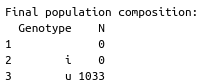 Final population composition:
Genotype N
1 0
2 i 0
3 u 1033